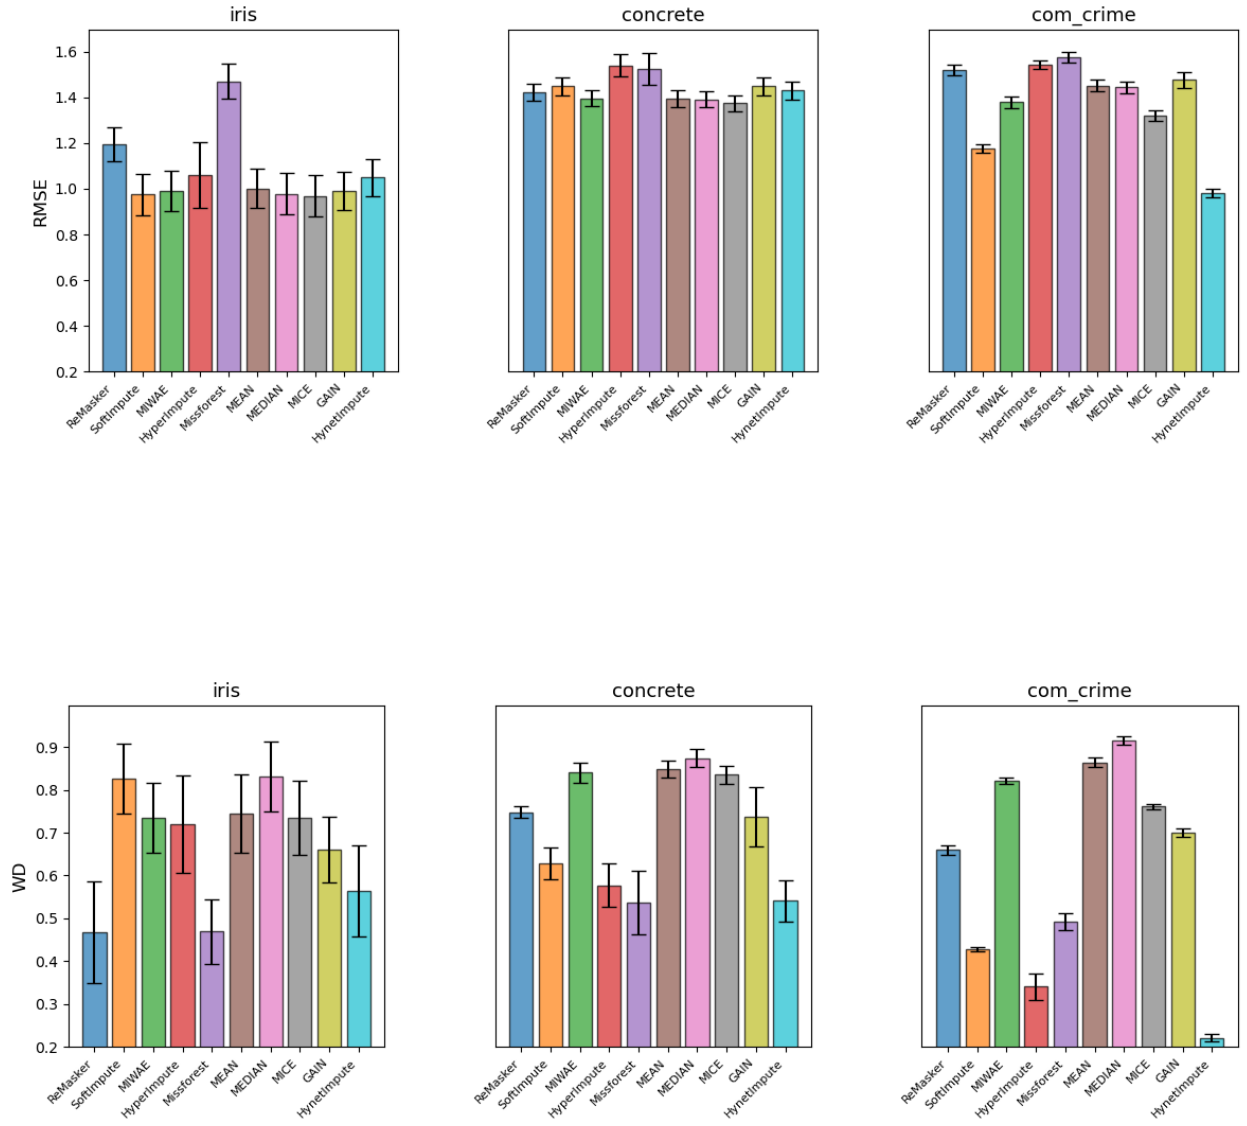 iris
concrete
com_crime
RMSE
1.6
1.4
1.2
1.0
0.8
0.6
0.4
0.2
ReMasker
SoftImpute
MIWAE
HyperImpute
Missforest
MEAN
MEDIAN
MICE
GAIN
HynetImpute
ReMasker
SoftImpute
MIWAE
HyperImpute
Missforest
MEAN
MEDIAN
MICE
GAIN
HynetImpute
ReMasker
SoftImpute
MIWAE
HyperImpute
Missforest
MEAN
MEDIAN
MICE
GAIN
HynetImpute
iris
concrete
com_crime
WD
0.9
0.8
0.7
0.6
0.5
0.4
0.3
0.2
ReMasker
SoftImpute
MIWAE
HyperImpute
Missforest
MEAN
MEDIAN
MICE
GAIN
HynetImpute
ReMasker
SoftImpute
MIWAE
HyperImpute
Missforest
MEAN
MEDIAN
MICE
GAIN
HynetImpute
ReMasker
SoftImpute
MIWAE
HyperImpute
Missforest
MEAN
MEDIAN
MICE
GAIN
HynetImpute